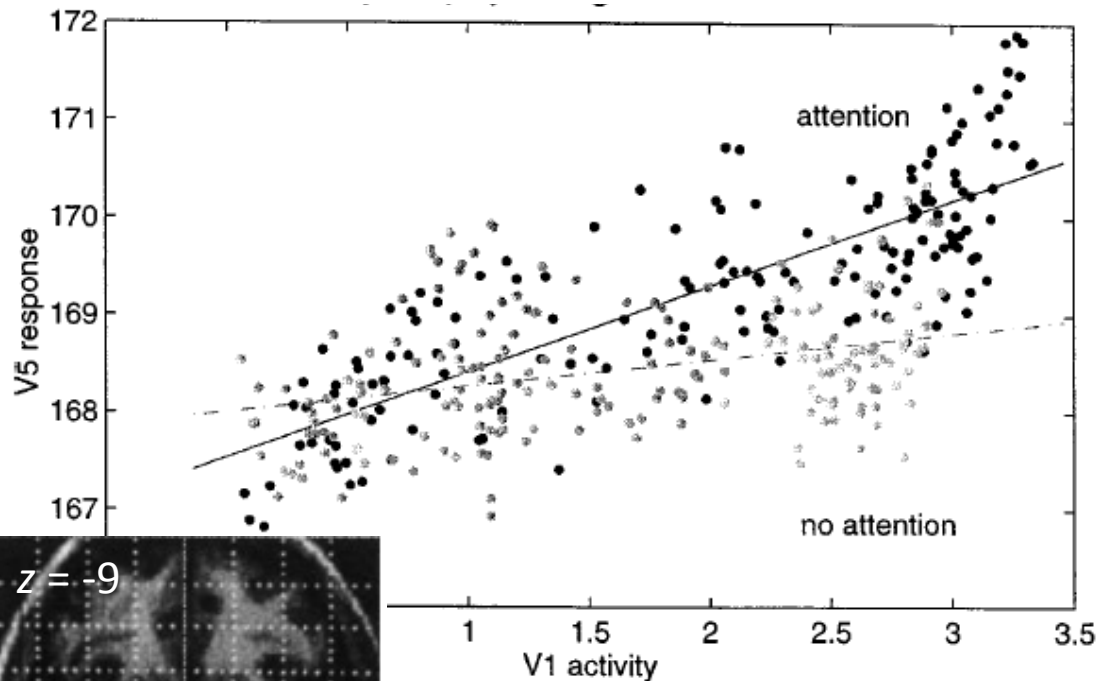 172
171
attention
170
V5 response
169
168
167
no attention
z = -9
1
1.5
2
2.5
3
3.5
V1 activity